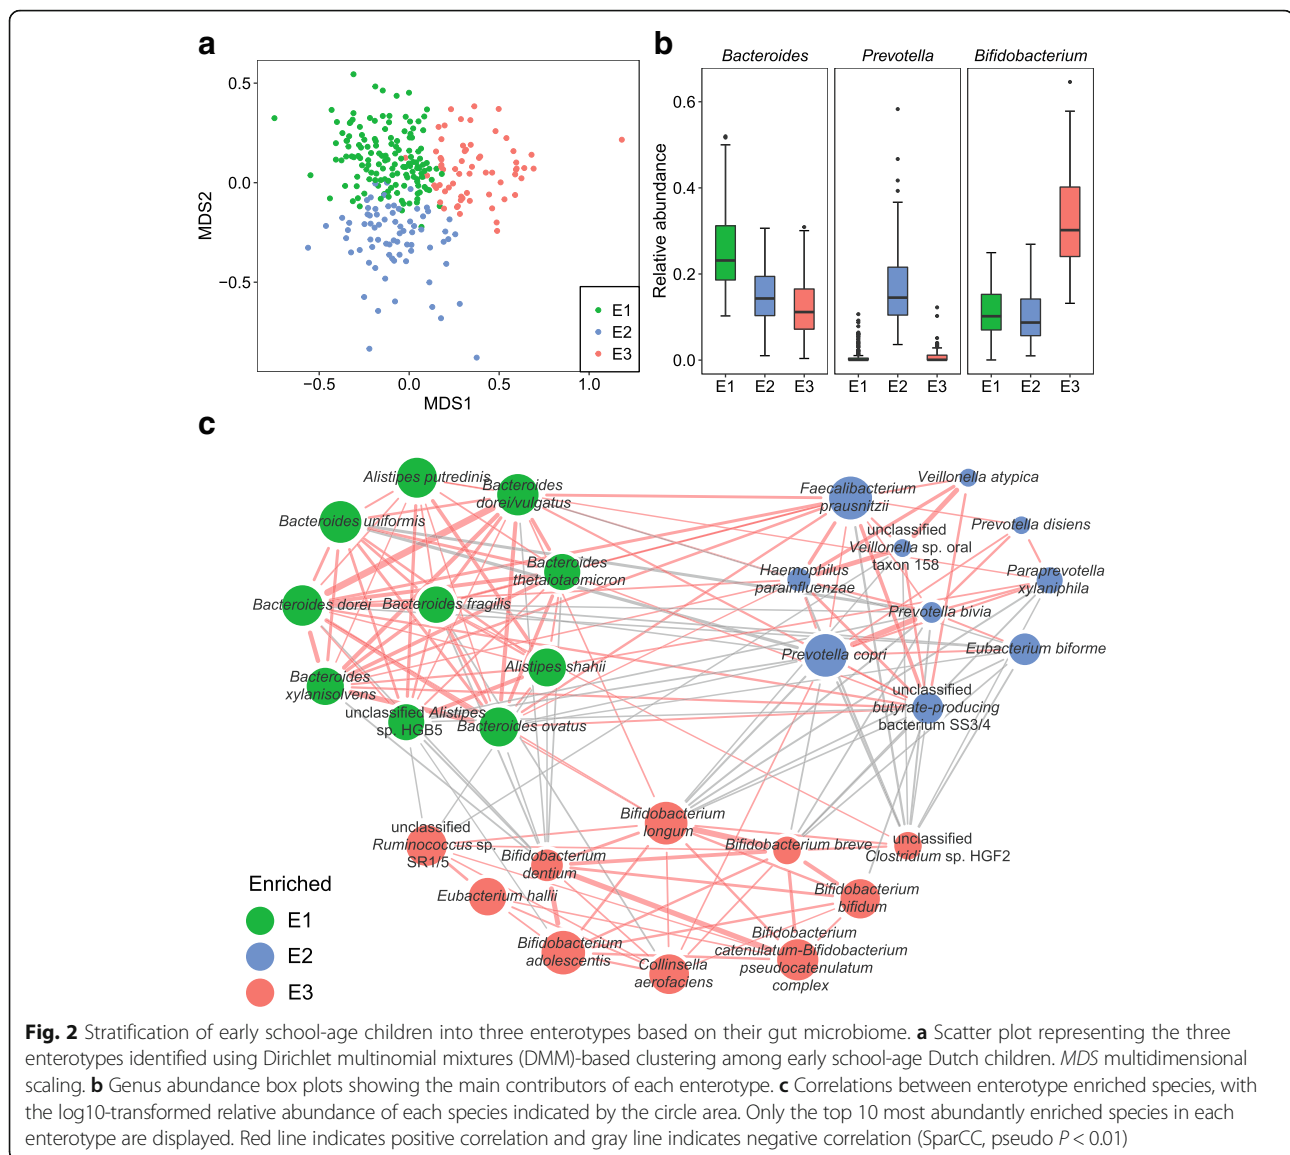 a
b
Bacteroides
Prevotella
Bifidobacterium
0.5
0.0
−0.5
MDS2
−0.5
0.0
0.5
1.0
MDS1
E1
E2
E3
Relative abundance
0.6
0.4
0.2
0.0
E1 E2 E3
E1 E2 E3
E1 E2 E3
c
Alistipes putredinis
Bacteroides
dorei/vulgatus
Bacteroides uniformis
Bacteroides
thetaiotaomicron
Bacteroides dorei
Bacteroides fragilis
Bacteroides
xylanisolvens
Alistipes shahii
unclassified Alistipes
sp. HGB5
Bacteroides ovatus
Faecalibacterium
prausnitzii
Veillonella atypica
unclassified
Veillonella sp. oral
taxon 158
Prevotella disiens
Haemophilus
parainfluenzae
Paraprevotella
xylaniphila
Prevotella bivia
Prevotella copri
Eubacterium biforme
unclassified
butyrate-producing
bacterium SS3/4
unclassified
Ruminococcus sp.
SR1/5
Bifidobacterium
longum
Bifidobacterium
dentium
Bifidobacterium breve
unclassified
Clostridium sp. HGF2
Eubacterium hallii
Bifidobacterium
bifidum
Bifidobacterium
adolescentis
Collinsella
aerofaciens
Bifidobacterium
catenulatum-Bifidobacterium
pseudocatenulatum
complex
Enriched
E1
E2
E3
Fig. 2 Stratification of early school-age children into three enterotypes based on their gut microbiome. a Scatter plot representing the three
enterotypes identified using Dirichlet multinomial mixtures (DMM)-based clustering among early school-age Dutch children. MDS multidimensional
scaling. b Genus abundance box plots showing the main contributors of each enterotype. c Correlations between enterotype enriched species, with
the log10-transformed relative abundance of each species indicated by the circle area. Only the top 10 most abundantly enriched species in each
enterotype are displayed. Red line indicates positive correlation and gray line indicates negative correlation (SparCC, pseudo P < 0.01)